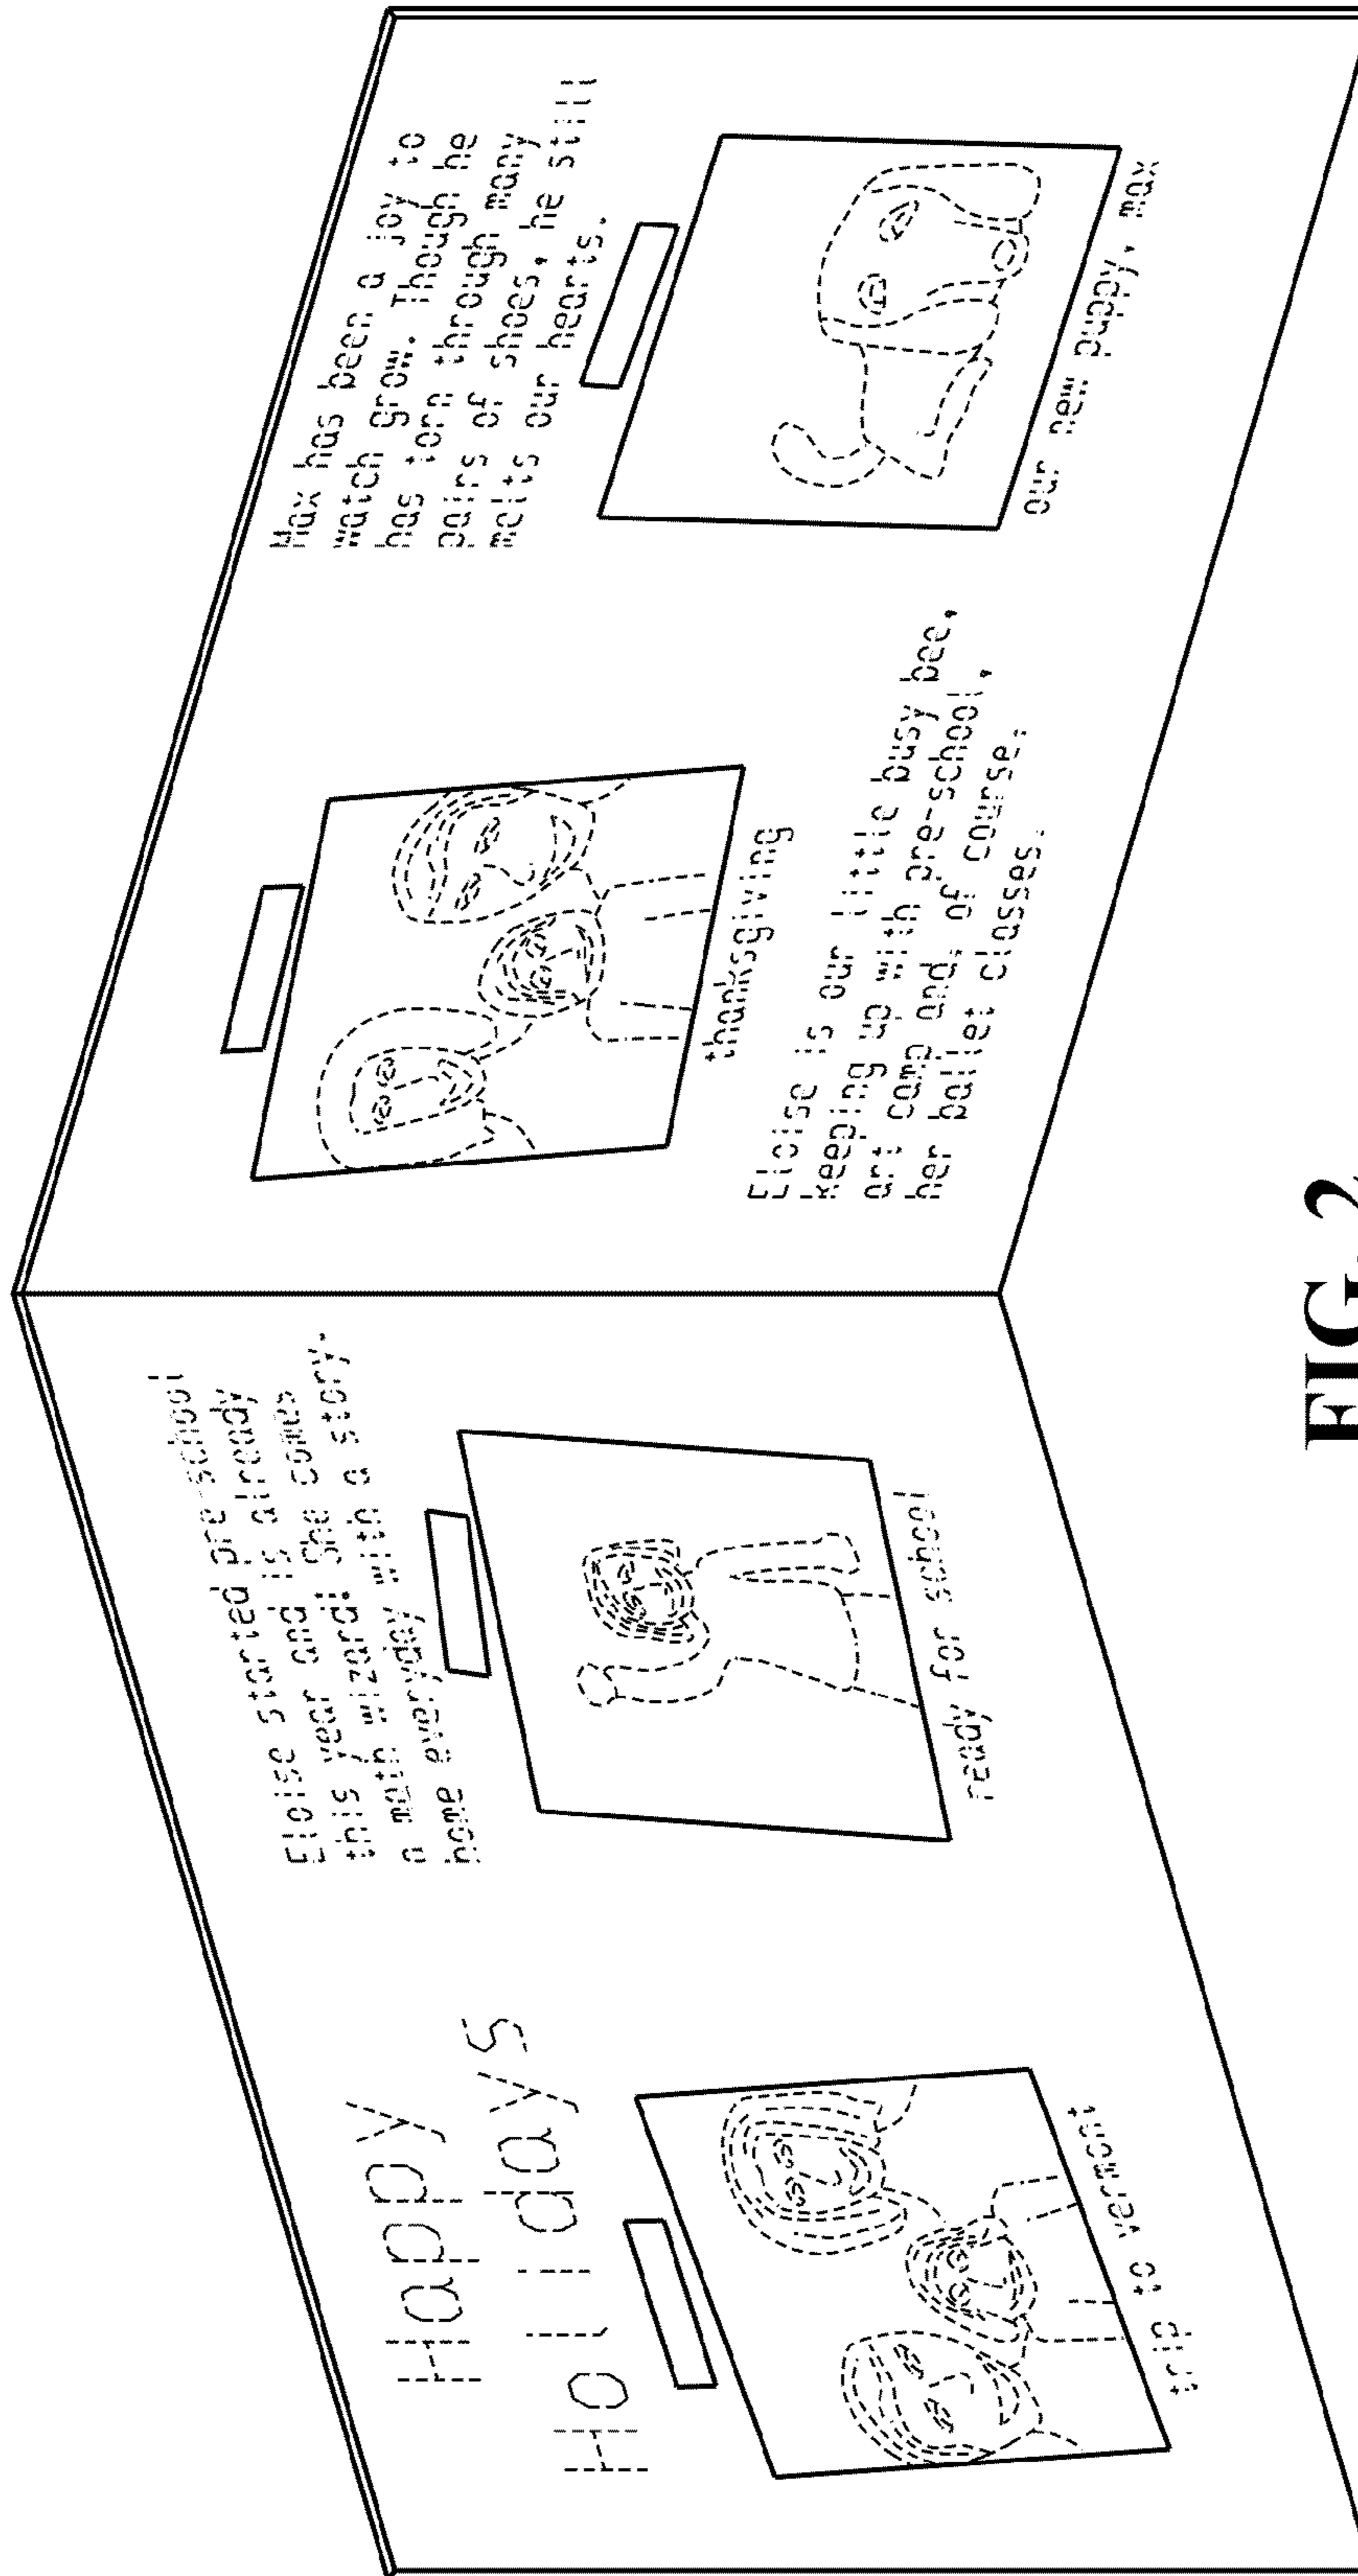 Happy
Holidays
trip to vermont
Eloise started pre-school
this year and is already
a math wizard! She comes
home everyday with a story.
ready for school
thanksgiving
Eloise is our little busy bee,
keeping up with pre-school,
art camp and, of course,
her ballet classes.
Max has been a joy to
watch grow. Though he
has torn through many
pairs of shoes, he still
melts our hearts.
our new puppy, max
FIG. 2